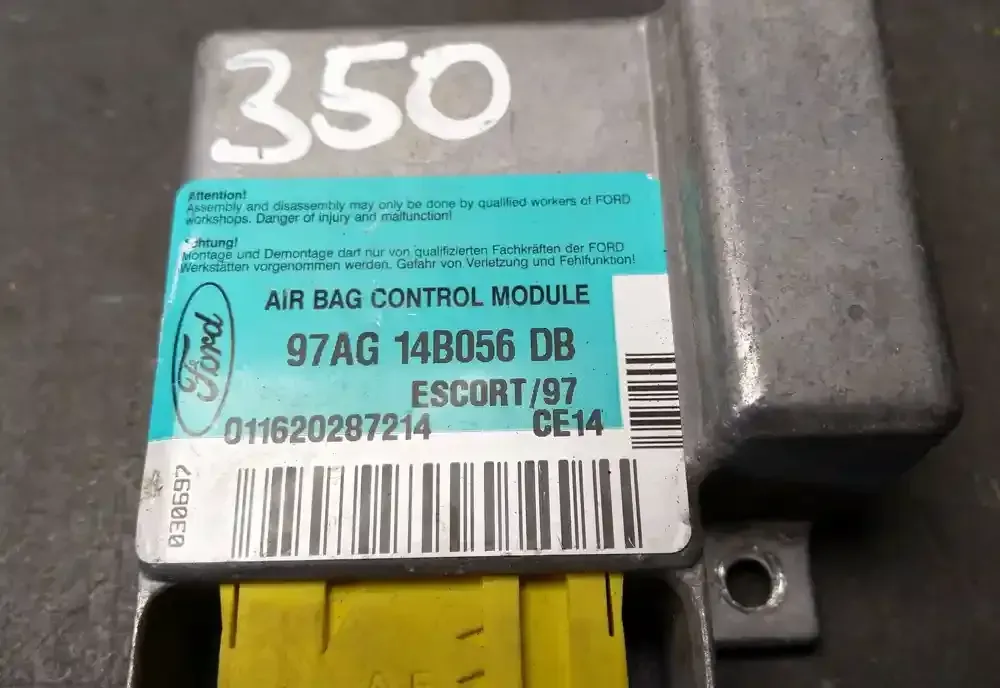 350
Attention!
Assembly and disassembly may only be done by qualified workers of FORD
workshops. Danger of injury and malfunction!
Achtung!
Montage und Demontage darf nur von qualifizierten Fachkräften der FORD
Werkstätten vorgenommen werden. Gefahr von Verletzung und Fehlfunktion!
AIR BAG CONTROL MODULE
Ford
97AG 14B056 DB
ESCORT/97
011620287214 CE14
030697